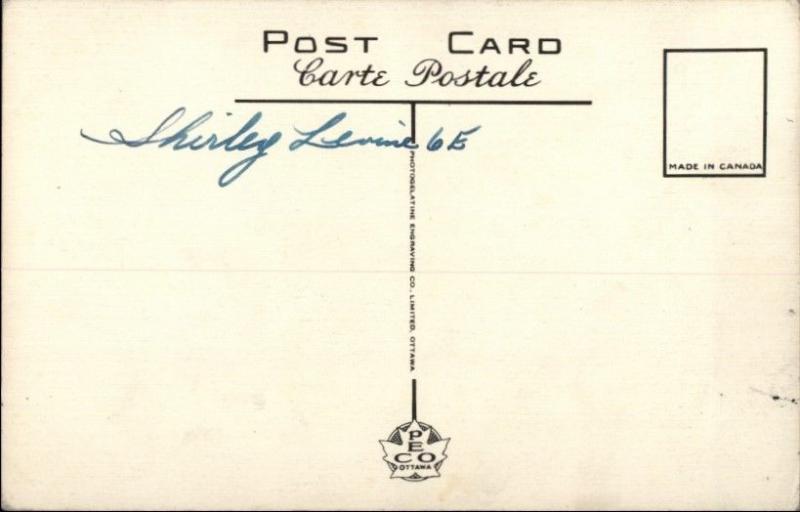 POST CARD
Carte Postale
MADE IN CANADA
Shirley Levine 6E
PHOTOGELATINE ENGRAVING CO., LIMITED, OTTAWA
PECO
OTTAWA